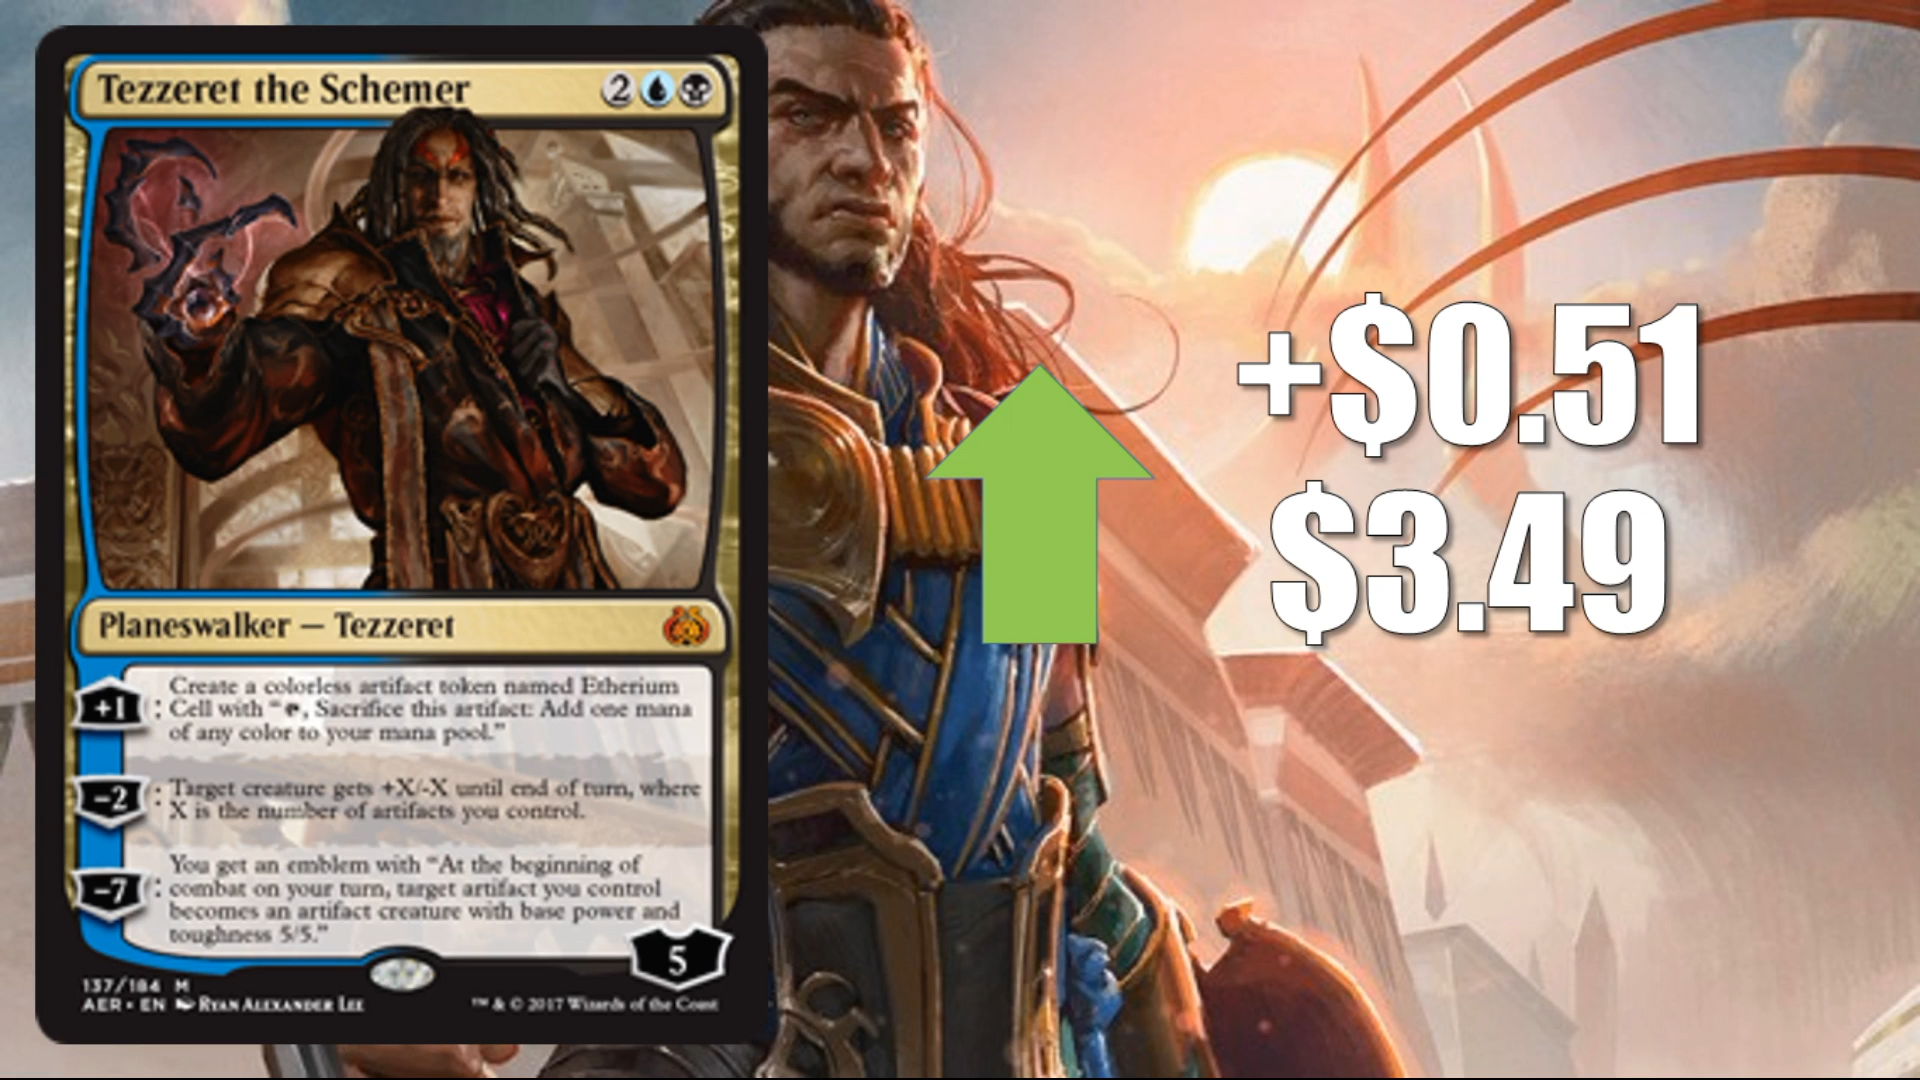 Tezzeret the Schemer 2
Planeswalker — Tezzeret
+1 : Create a colorless artifact token named Etherium
Cell with “, Sacrifice this artifact: Add one mana
of any color to your mana pool.”
−2 : Target creature gets +X/-X until end of turn, where
X is the number of artifacts you control.
−7 : You get an emblem with “At the beginning of
combat on your turn, target artifact you control
becomes an artifact creature with base power and
toughness 5/5.”
5
137/184 M
AER • EN Ryan Alexander Lee
™ & © 2017 Wizards of the Coast
+$0.51
$3.49